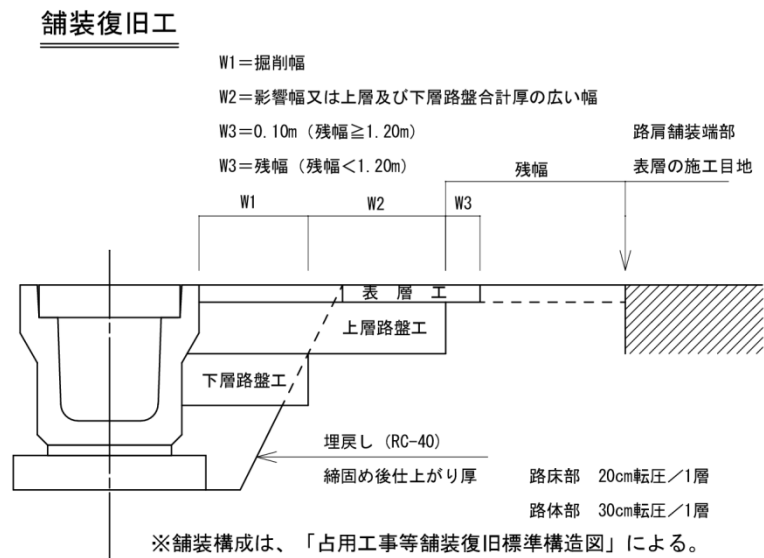 舗装復旧工
W1＝掘削幅
W2＝影響幅又は上層及び下層路盤合計厚の広い幅
W3＝0.10m（残幅≧1.20m）
W3＝残幅（残幅＜1.20m）
路肩舗装端部
表層の施工目地
残幅
W1
W2
W3
表層工
上層路盤工
下層路盤工
埋戻し（RC-40）
締固め後仕上がり厚
路床部 20cm転圧／1層
路体部 30cm転圧／1層
※舗装構成は、「占用工事等舗装復旧標準構造図」による。